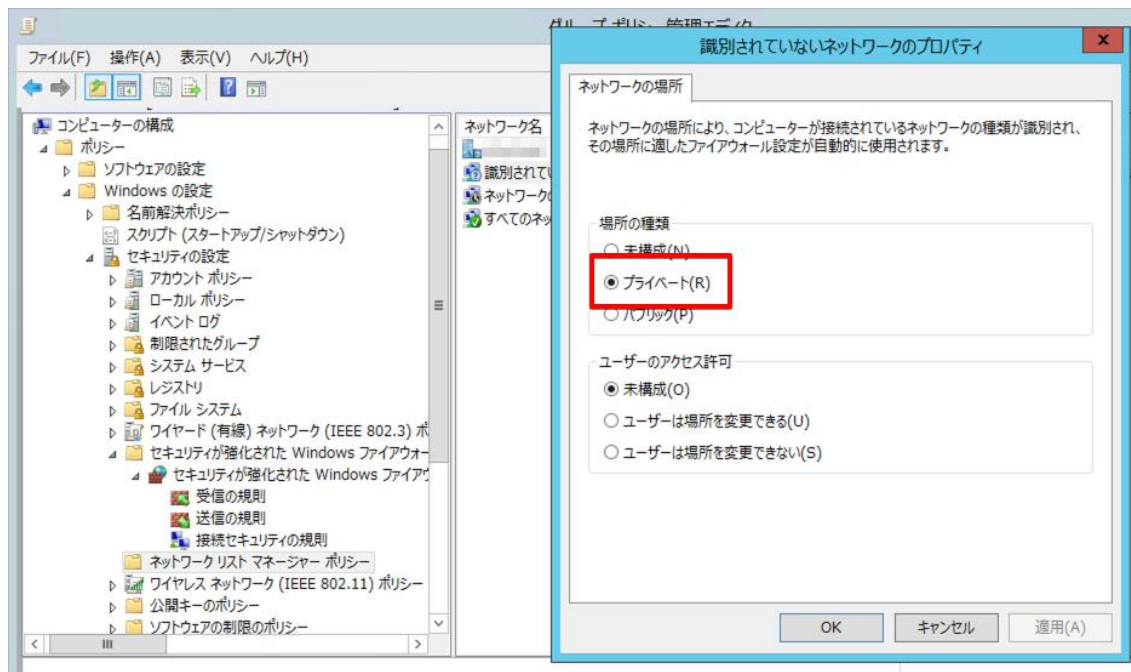 グループ ポリシー管理エディタ
ファイル(F) 操作(A) 表示(V) ヘルプ(H)
コンピューターの構成
ポリシー
ソフトウェアの設定
Windows の設定
名前解決ポリシー
スクリプト (スタートアップ/シャットダウン)
セキュリティの設定
アカウント ポリシー
ローカル ポリシー
イベント ログ
制限されたグループ
システム サービス
レジストリ
ファイル システム
ワイヤード (有線) ネットワーク (IEEE 802.3) ポ
セキュリティが強化された Windows ファイアウォー
セキュリティが強化された Windows ファイアウ
受信の規則
送信の規則
接続セキュリティの規則
ネットワーク リスト マネージャー ポリシー
ワイヤレス ネットワーク (IEEE 802.11) ポリシー
公開キーのポリシー
ソフトウェアの制限のポリシー
ネットワーク名
識別されてい
ネットワークの
すべてのネッ
識別されていないネットワークのプロパティ
ネットワークの場所
ネットワークの場所により、コンピューターが接続されているネットワークの種類が識別され、
その場所に適したファイアウォール設定が自動的に使用されます。
場所の種類
未構成(N)
プライベート(R)
パブリック(P)
ユーザーのアクセス許可
未構成(O)
ユーザーは場所を変更できる(U)
ユーザーは場所を変更できない(S)
OK キャンセル 適用(A)